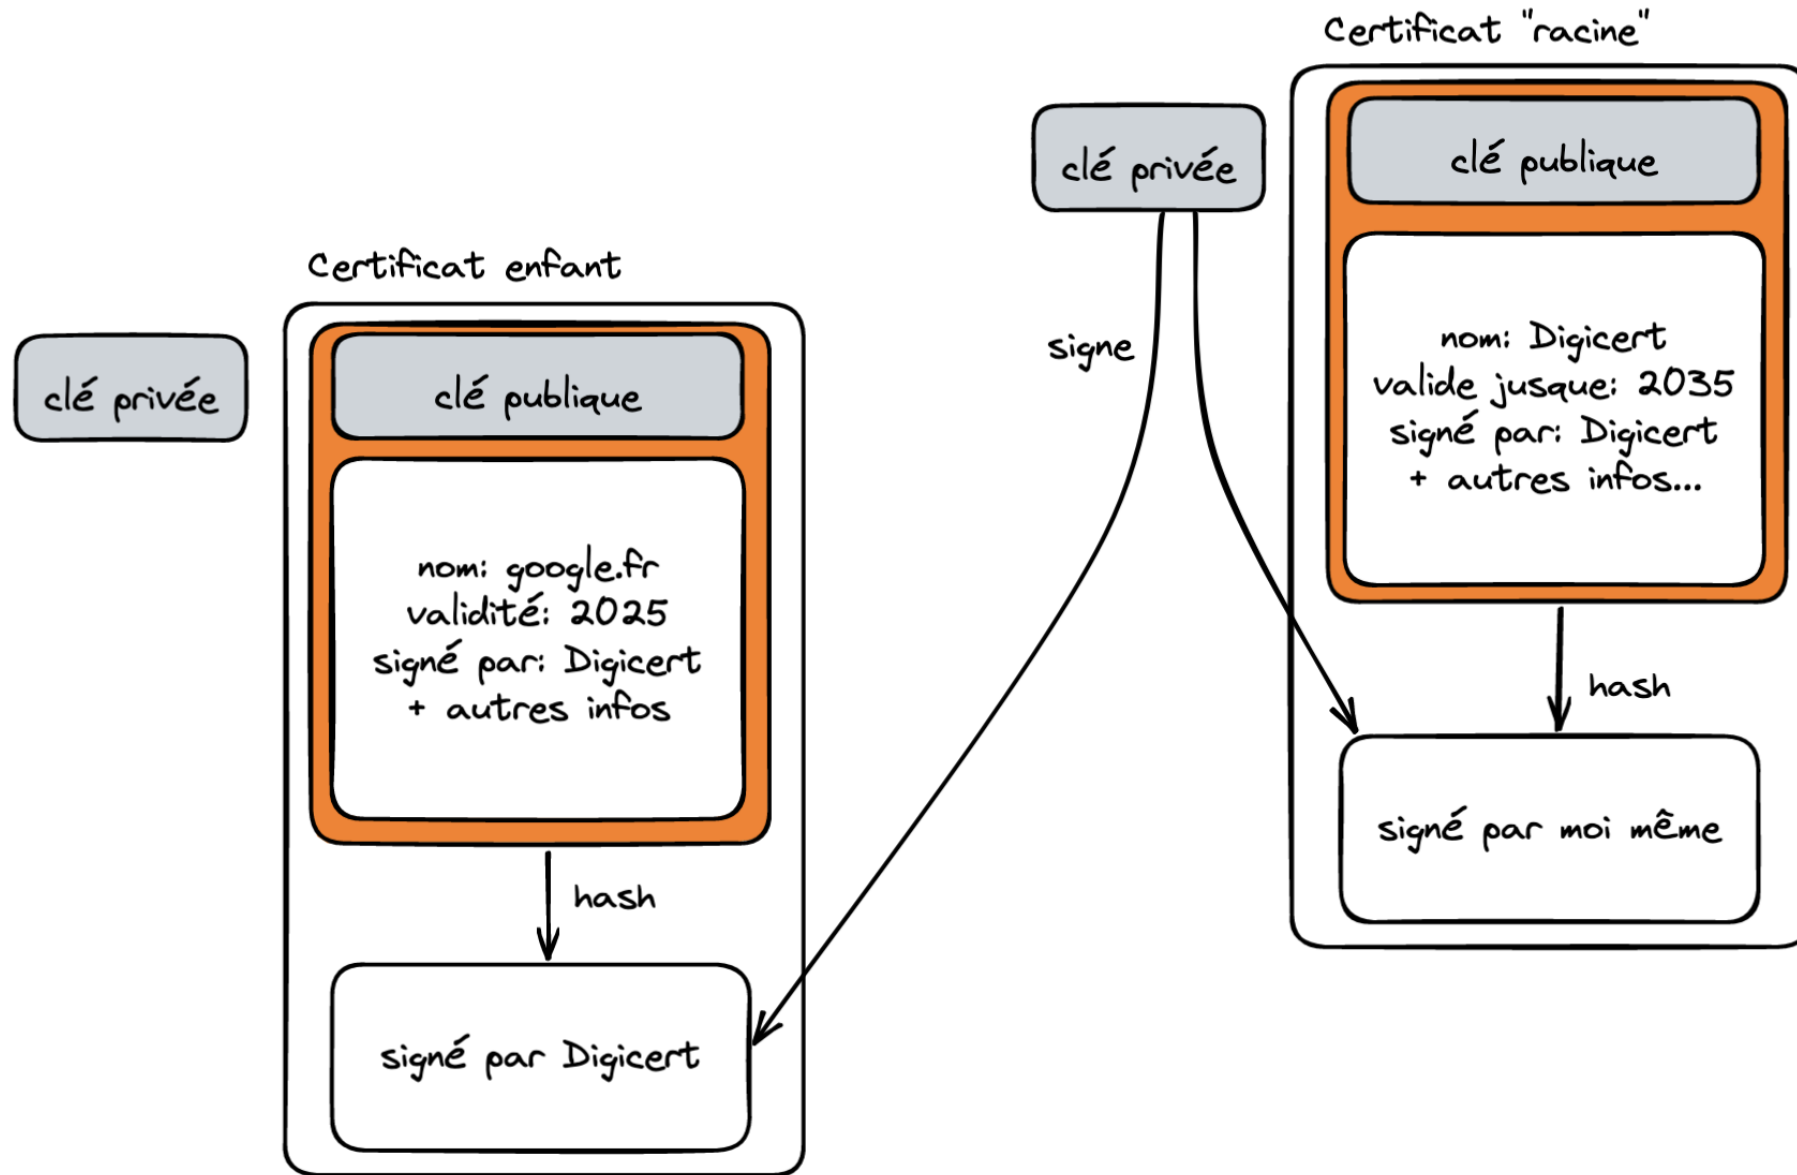 Certificat "racine"
clé privée
clé publique
nom: Digicert
valide jusque: 2035
signé par: Digicert
+ autres infos...
hash
signé par moi même
signe
Certificat enfant
clé privée
clé publique
nom: google.fr
validité: 2025
signé par: Digicert
+ autres infos
hash
signé par Digicert